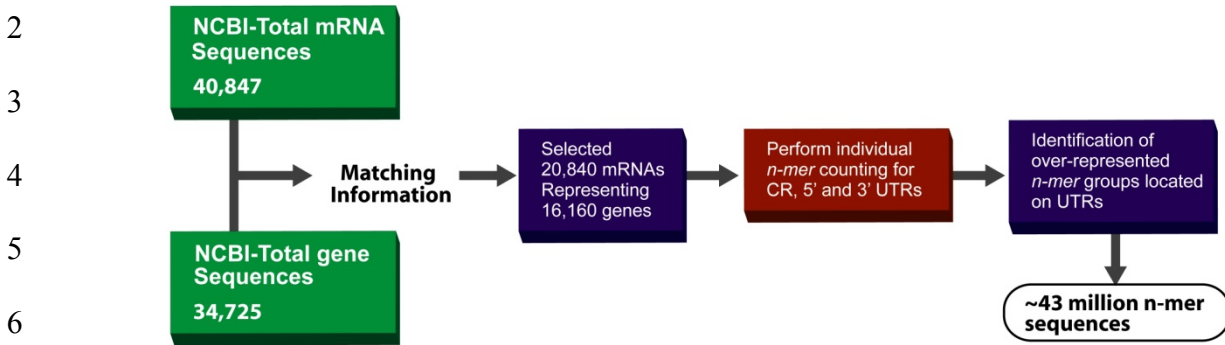 2
NCBI-Total mRNA
Sequences
40,847
3
4
Matching
Information
Selected
20,840 mRNAs
Representing
16,160 genes
Perform individual
n-mer counting for
CR, 5’ and 3’ UTRs
Identification of
over-represented
n-mer groups located
on UTRs
5
NCBI-Total gene
Sequences
34,725
6
~43 million n-mer
sequences